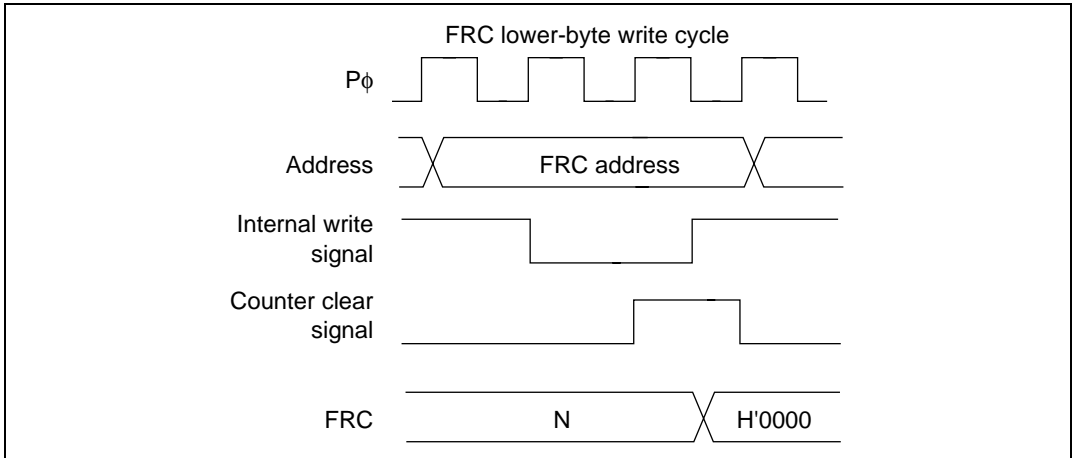 FRC lower-byte write cycle
Pϕ
Address
FRC address
Internal write
signal
Counter clear
signal
FRC
N
H'0000